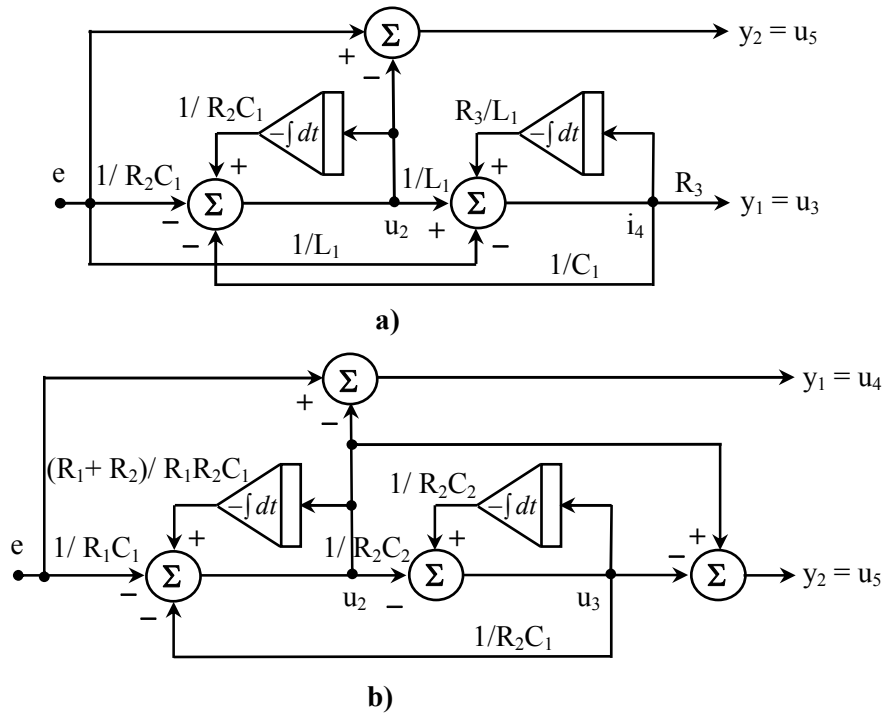 Σ y₂ = u₅
+
−
1/ R₂C₁ −∫ dt R₃/L₁ −∫ dt
+ +
e 1/ R₂C₁ Σ 1/L₁ Σ R₃ y₁ = u₃
− u₂ + i₄
− −
1/L₁ 1/C₁
a)
Σ y₁ = u₄
+
−
(R₁+ R₂)/ R₁R₂C₁ −∫ dt 1/ R₂C₂ −∫ dt
+ + +
e 1/ R₁C₁ Σ 1/ R₂C₂ Σ − Σ y₂ = u₅
− u₂ − u₃
−
1/R₂C₁
b)